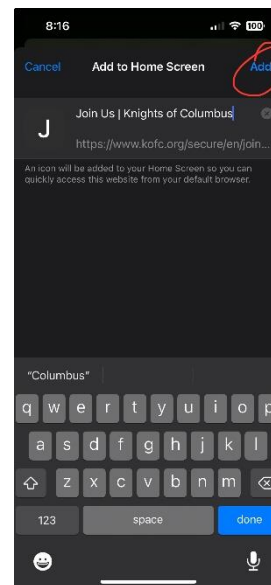 8:16
100
Cancel
Add to Home Screen
Add
J
Join Us | Knights of Columbus
https://www.kofc.org/secure/en/join...
An icon will be added to your Home Screen so you can
quickly access this website from your default browser.
"Columbus"
q w e r t y u i o p
a s d f g h j k l
z x c v b n m
123 space done